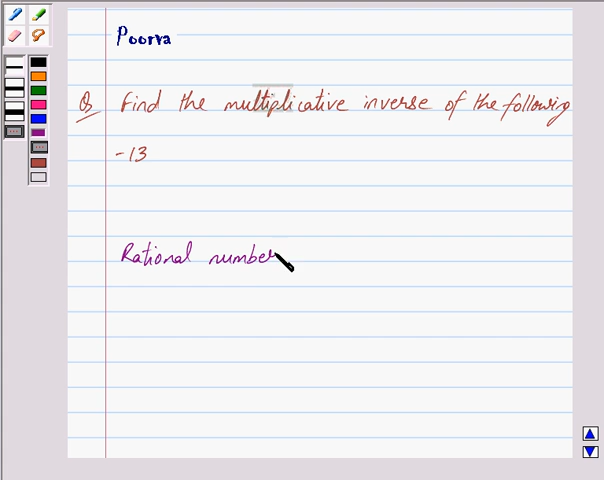 Poorva
Q Find the multiplicative inverse of the following
-13
Rational number